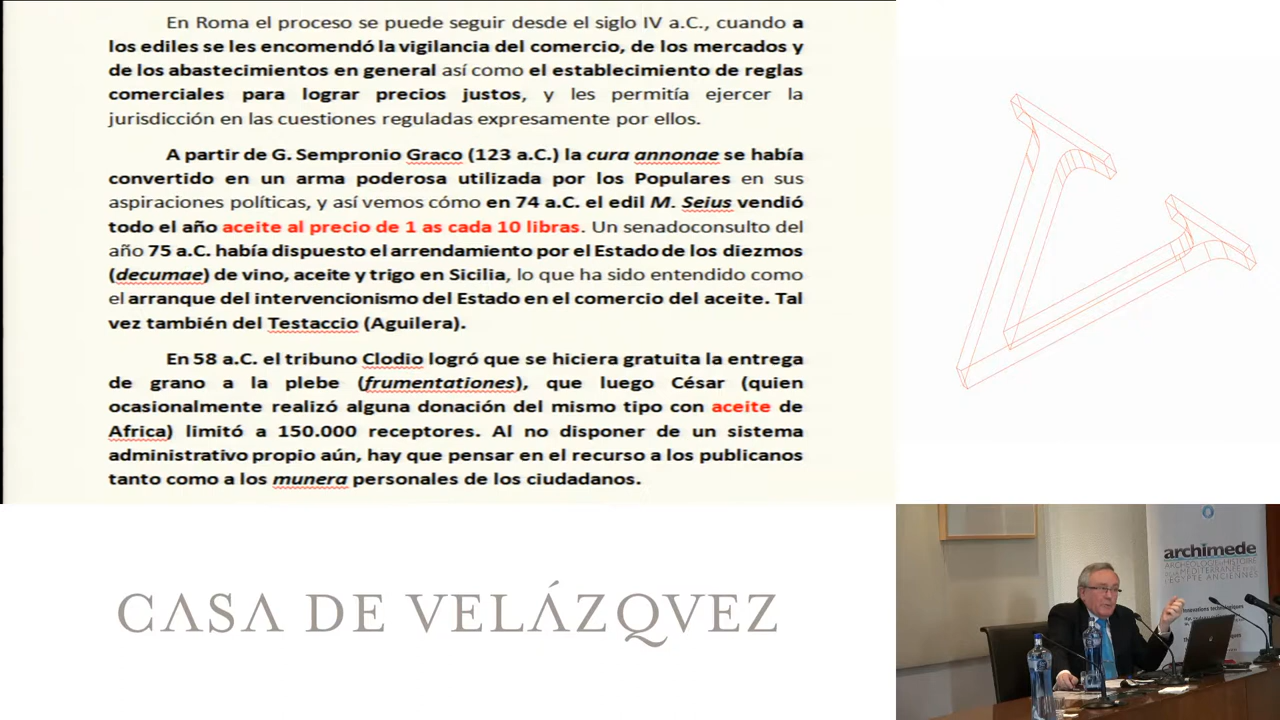 En Roma el proceso se puede seguir desde el siglo IV a.C., cuando a
los ediles se les encomendó la vigilancia del comercio, de los mercados y
de los abastecimientos en general así como el establecimiento de reglas
comerciales para lograr precios justos, y les permitía ejercer la
jurisdicción en las cuestiones reguladas expresamente por ellos.
A partir de G. Sempronio Graco (123 a.C.) la cura annonae se había
convertido en un arma poderosa utilizada por los Populares en sus
aspiraciones políticas, y así vemos cómo en 74 a.C. el edil M. Seius vendió
todo el año aceite al precio de 1 as cada 10 libras. Un senadoconsulto del
año 75 a.C. había dispuesto el arrendamiento por el Estado de los diezmos
(decumae) de vino, aceite y trigo en Sicilia, lo que ha sido entendido como
el arranque del intervencionismo del Estado en el comercio del aceite. Tal
vez también del Testaccio (Aguilera).
En 58 a.C. el tribuno Clodio logró que se hiciera gratuita la entrega
de grano a la plebe (frumentationes), que luego César (quien
ocasionalmente realizó alguna donación del mismo tipo con aceite de
Africa) limitó a 150.000 receptores. Al no disponer de un sistema
administrativo propio aún, hay que pensar en el recurso a los publicanos
tanto como a los munera personales de los ciudadanos.
CASA DE VELÁZQVEZ
archimede
ARCHÉOLOGIE HISTOIRE
MÉDITERRANÉE
ÉGYPTE ANCIENNES